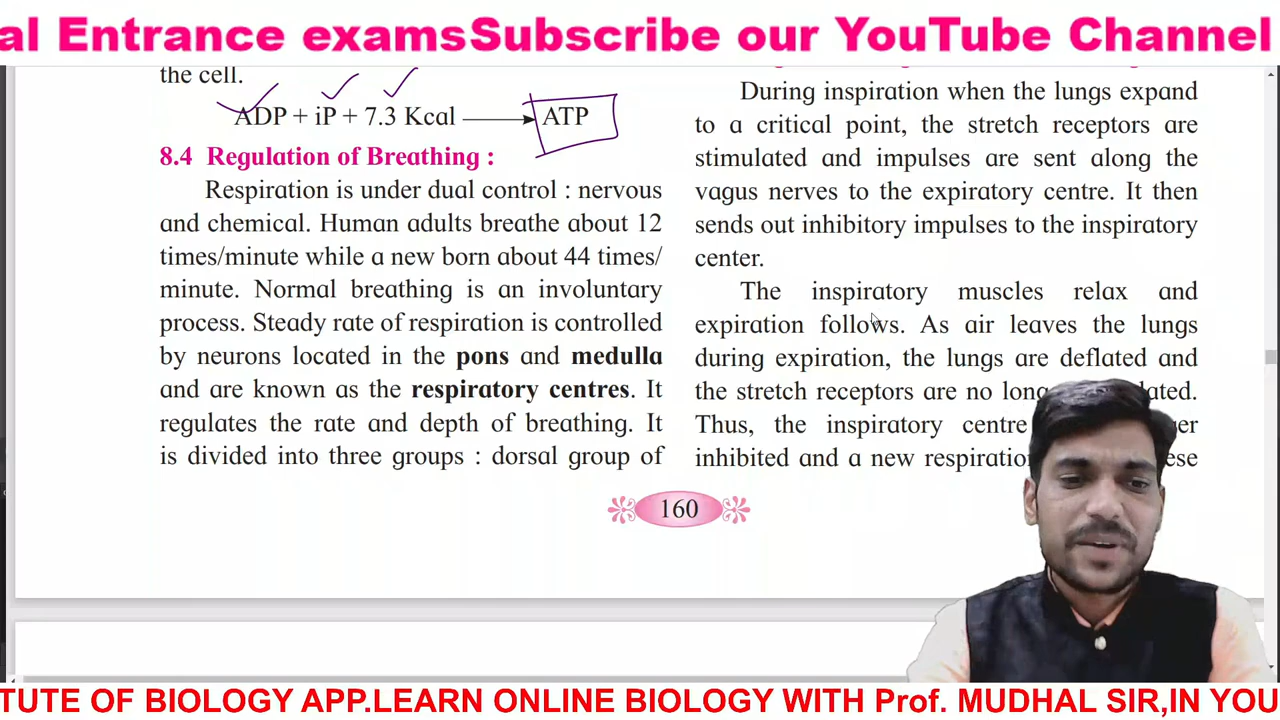 al Entrance examsSubscribe our YouTube Channel
the cell.
ADP + iP + 7.3 Kcal ⟶ ATP
8.4 Regulation of Breathing :
Respiration is under dual control : nervous
and chemical. Human adults breathe about 12
times/minute while a new born about 44 times/
minute. Normal breathing is an involuntary
process. Steady rate of respiration is controlled
by neurons located in the pons and medulla
and are known as the respiratory centres. It
regulates the rate and depth of breathing. It
is divided into three groups : dorsal group of
During inspiration when the lungs expand
to a critical point, the stretch receptors are
stimulated and impulses are sent along the
vagus nerves to the expiratory centre. It then
sends out inhibitory impulses to the inspiratory
center.
The inspiratory muscles relax and
expiration follows. As air leaves the lungs
during expiration, the lungs are deflated and
the stretch receptors are no
Thus, the inspiratory centre
inhibited and a new
160
TUTE OF BIOLOGY APP.LEARN ONLINE BIOLOGY WITH Prof. MUDHAL SIR,IN YOU